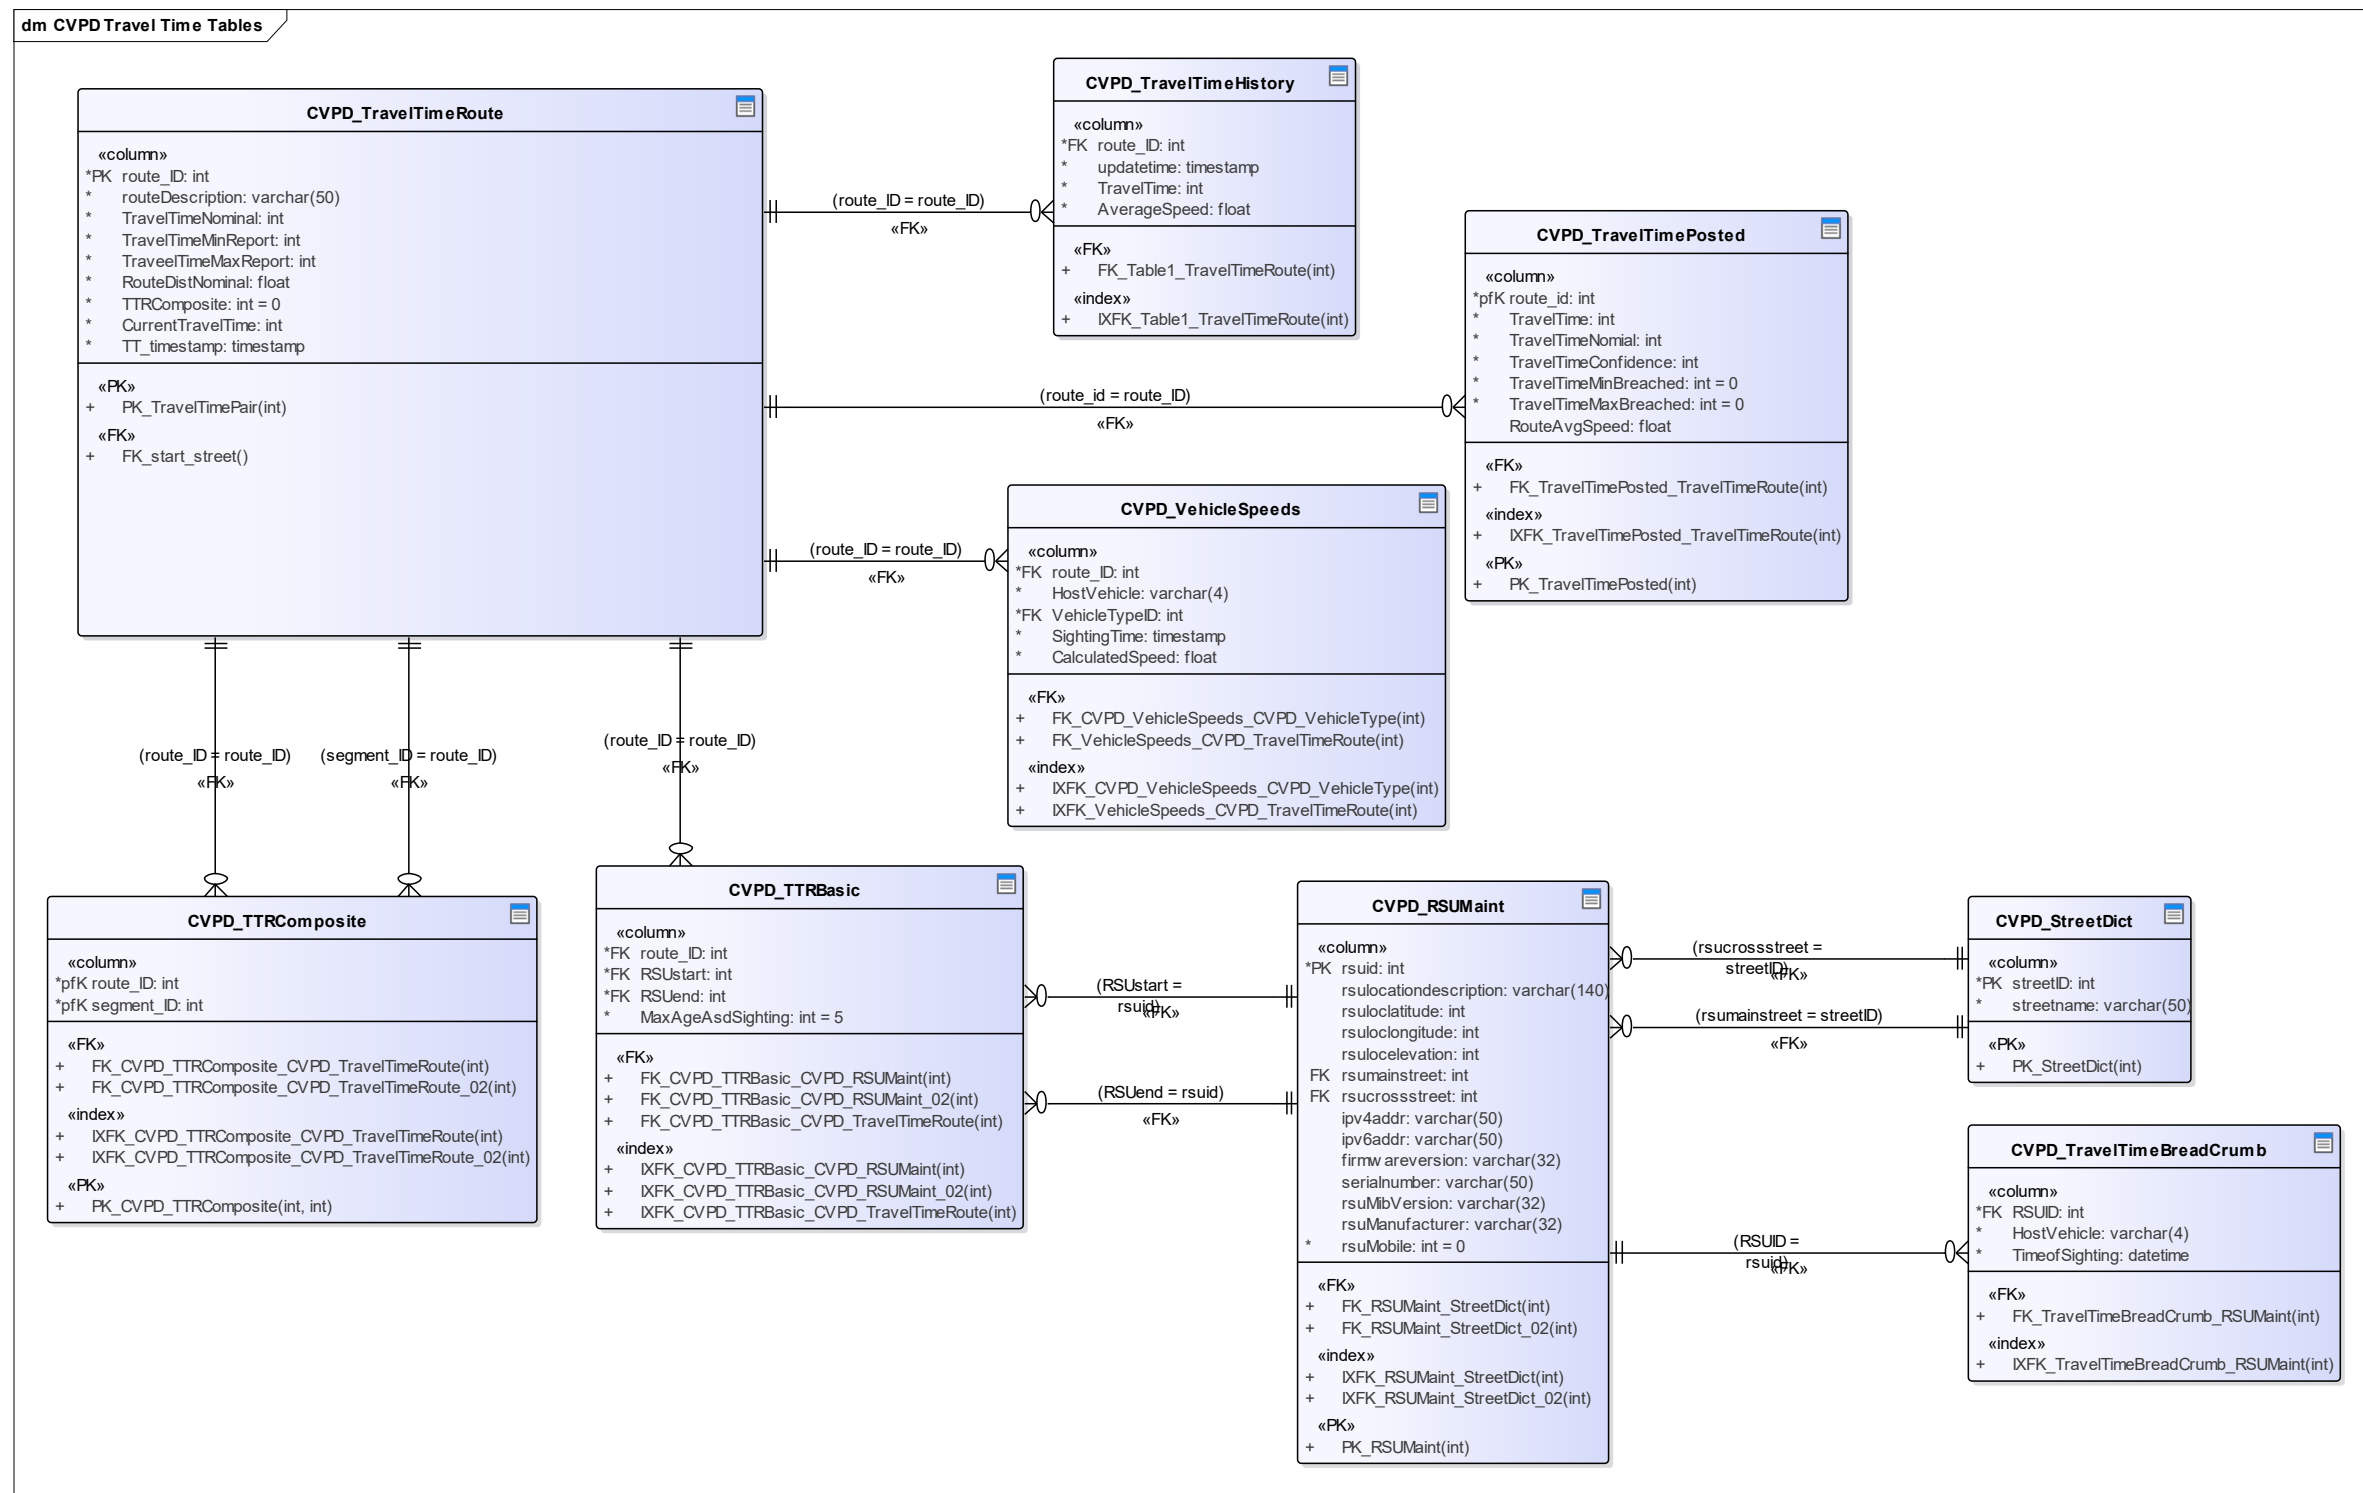 dm CVPD Travel Time Tables
CVPD_TravelTimeRoute
«column»
*PK route_ID: int
* routeDescription: varchar(50)
* TravelTimeNominal: int
* TravelTimeMinReport: int
* TraveelTimeMaxReport: int
* RouteDistNominal: float
* TTRComposite: int = 0
* CurrentTravelTime: int
* TT_timestamp: timestamp
«PK»
+ PK_TravelTimePair(int)
«FK»
+ FK_start_street()
(route_ID = route_ID)
«FK»
CVPD_TravelTimeHistory
«column»
*FK route_ID: int
* updatetime: timestamp
* TravelTime: int
* AverageSpeed: float
«FK»
+ FK_Table1_TravelTimeRoute(int)
«index»
+ IXFK_Table1_TravelTimeRoute(int)
(route_id = route_ID)
«FK»
CVPD_TravelTimePosted
«column»
*pfK route_id: int
* TravelTime: int
* TravelTimeNomial: int
* TravelTimeConfidence: int
* TravelTimeMinBreached: int = 0
* TravelTimeMaxBreached: int = 0
RouteAvgSpeed: float
«FK»
+ FK_TravelTimePosted_TravelTimeRoute(int)
«index»
+ IXFK_TravelTimePosted_TravelTimeRoute(int)
«PK»
+ PK_TravelTimePosted(int)
(route_ID = route_ID)
«FK»
CVPD_VehicleSpeeds
«column»
*FK route_ID: int
* HostVehicle: varchar(4)
*FK VehicleTypeID: int
* SightingTime: timestamp
* CalculatedSpeed: float
«FK»
+ FK_CVPD_VehicleSpeeds_CVPD_VehicleType(int)
+ FK_VehicleSpeeds_CVPD_TravelTimeRoute(int)
«index»
+ IXFK_CVPD_VehicleSpeeds_CVPD_VehicleType(int)
+ IXFK_VehicleSpeeds_CVPD_TravelTimeRoute(int)
(route_ID = route_ID)
«FK»
(segment_ID = route_ID)
«FK»
(route_ID = route_ID)
«FK»
CVPD_TTRComposite
«column»
*pfK route_ID: int
*pfK segment_ID: int
«FK»
+ FK_CVPD_TTRComposite_CVPD_TravelTimeRoute(int)
+ FK_CVPD_TTRComposite_CVPD_TravelTimeRoute_02(int)
«index»
+ IXFK_CVPD_TTRComposite_CVPD_TravelTimeRoute(int)
+ IXFK_CVPD_TTRComposite_CVPD_TravelTimeRoute_02(int)
«PK»
+ PK_CVPD_TTRComposite(int, int)
CVPD_TTRBasic
«column»
*FK route_ID: int
*FK RSUstart: int
*FK RSUend: int
* MaxAgeAsdSighting: int = 5
«FK»
+ FK_CVPD_TTRBasic_CVPD_RSUMaint(int)
+ FK_CVPD_TTRBasic_CVPD_RSUMaint_02(int)
+ FK_CVPD_TTRBasic_CVPD_TravelTimeRoute(int)
«index»
+ IXFK_CVPD_TTRBasic_CVPD_RSUMaint(int)
+ IXFK_CVPD_TTRBasic_CVPD_RSUMaint_02(int)
+ IXFK_CVPD_TTRBasic_CVPD_TravelTimeRoute(int)
(RSUstart =
rsuid)
«FK»
(RSUend = rsuid)
«FK»
CVPD_RSUMaint
«column»
*PK rsuid: int
rsulocationdescription: varchar(140)
rsuloclatitude: int
rsuloclongitude: int
rsulocelevation: int
FK rsumainstreet: int
FK rsucrossstreet: int
ipv4addr: varchar(50)
ipv6addr: varchar(50)
firmwareversion: varchar(32)
serialnumber: varchar(50)
rsuMibVersion: varchar(32)
rsuManufacturer: varchar(32)
* rsuMobile: int = 0
«FK»
+ FK_RSUMaint_StreetDict(int)
+ FK_RSUMaint_StreetDict_02(int)
«index»
+ IXFK_RSUMaint_StreetDict(int)
+ IXFK_RSUMaint_StreetDict_02(int)
«PK»
+ PK_RSUMaint(int)
(rsucrossstreet =
streetID)
«FK»
(rsumainstreet = streetID)
«FK»
CVPD_StreetDict
«column»
*PK streetID: int
* streetname: varchar(50)
«PK»
+ PK_StreetDict(int)
(RSUID =
rsuid)
«FK»
CVPD_TravelTimeBreadCrumb
«column»
*FK RSUID: int
* HostVehicle: varchar(4)
* TimeofSighting: datetime
«FK»
+ FK_TravelTimeBreadCrumb_RSUMaint(int)
«index»
+ IXFK_TravelTimeBreadCrumb_RSUMaint(int)